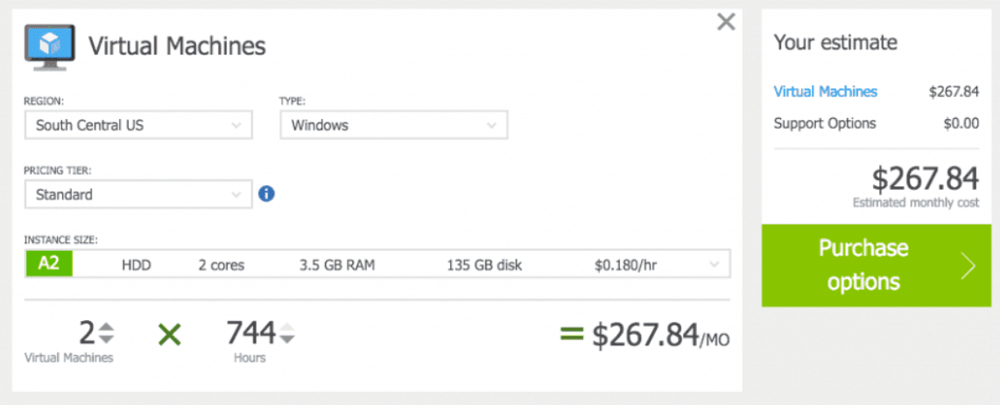 Virtual Machines
REGION:
South Central US
TYPE:
Windows
PRICING TIER:
Standard
INSTANCE SIZE:
A2 HDD 2 cores 3.5 GB RAM 135 GB disk $0.180/hr
2 × 744 = $267.84/MO
Virtual Machines Hours
Your estimate
Virtual Machines $267.84
Support Options $0.00
$267.84
Estimated monthly cost
Purchase
options